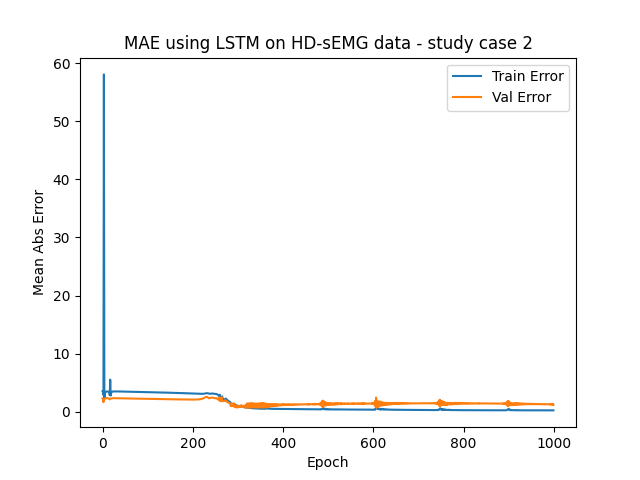 MAE using LSTM on HD-sEMG data - study case 2
Train Error
Val Error
Mean Abs Error
60
50
40
30
20
10
0
0 200 400 600 800 1000
Epoch